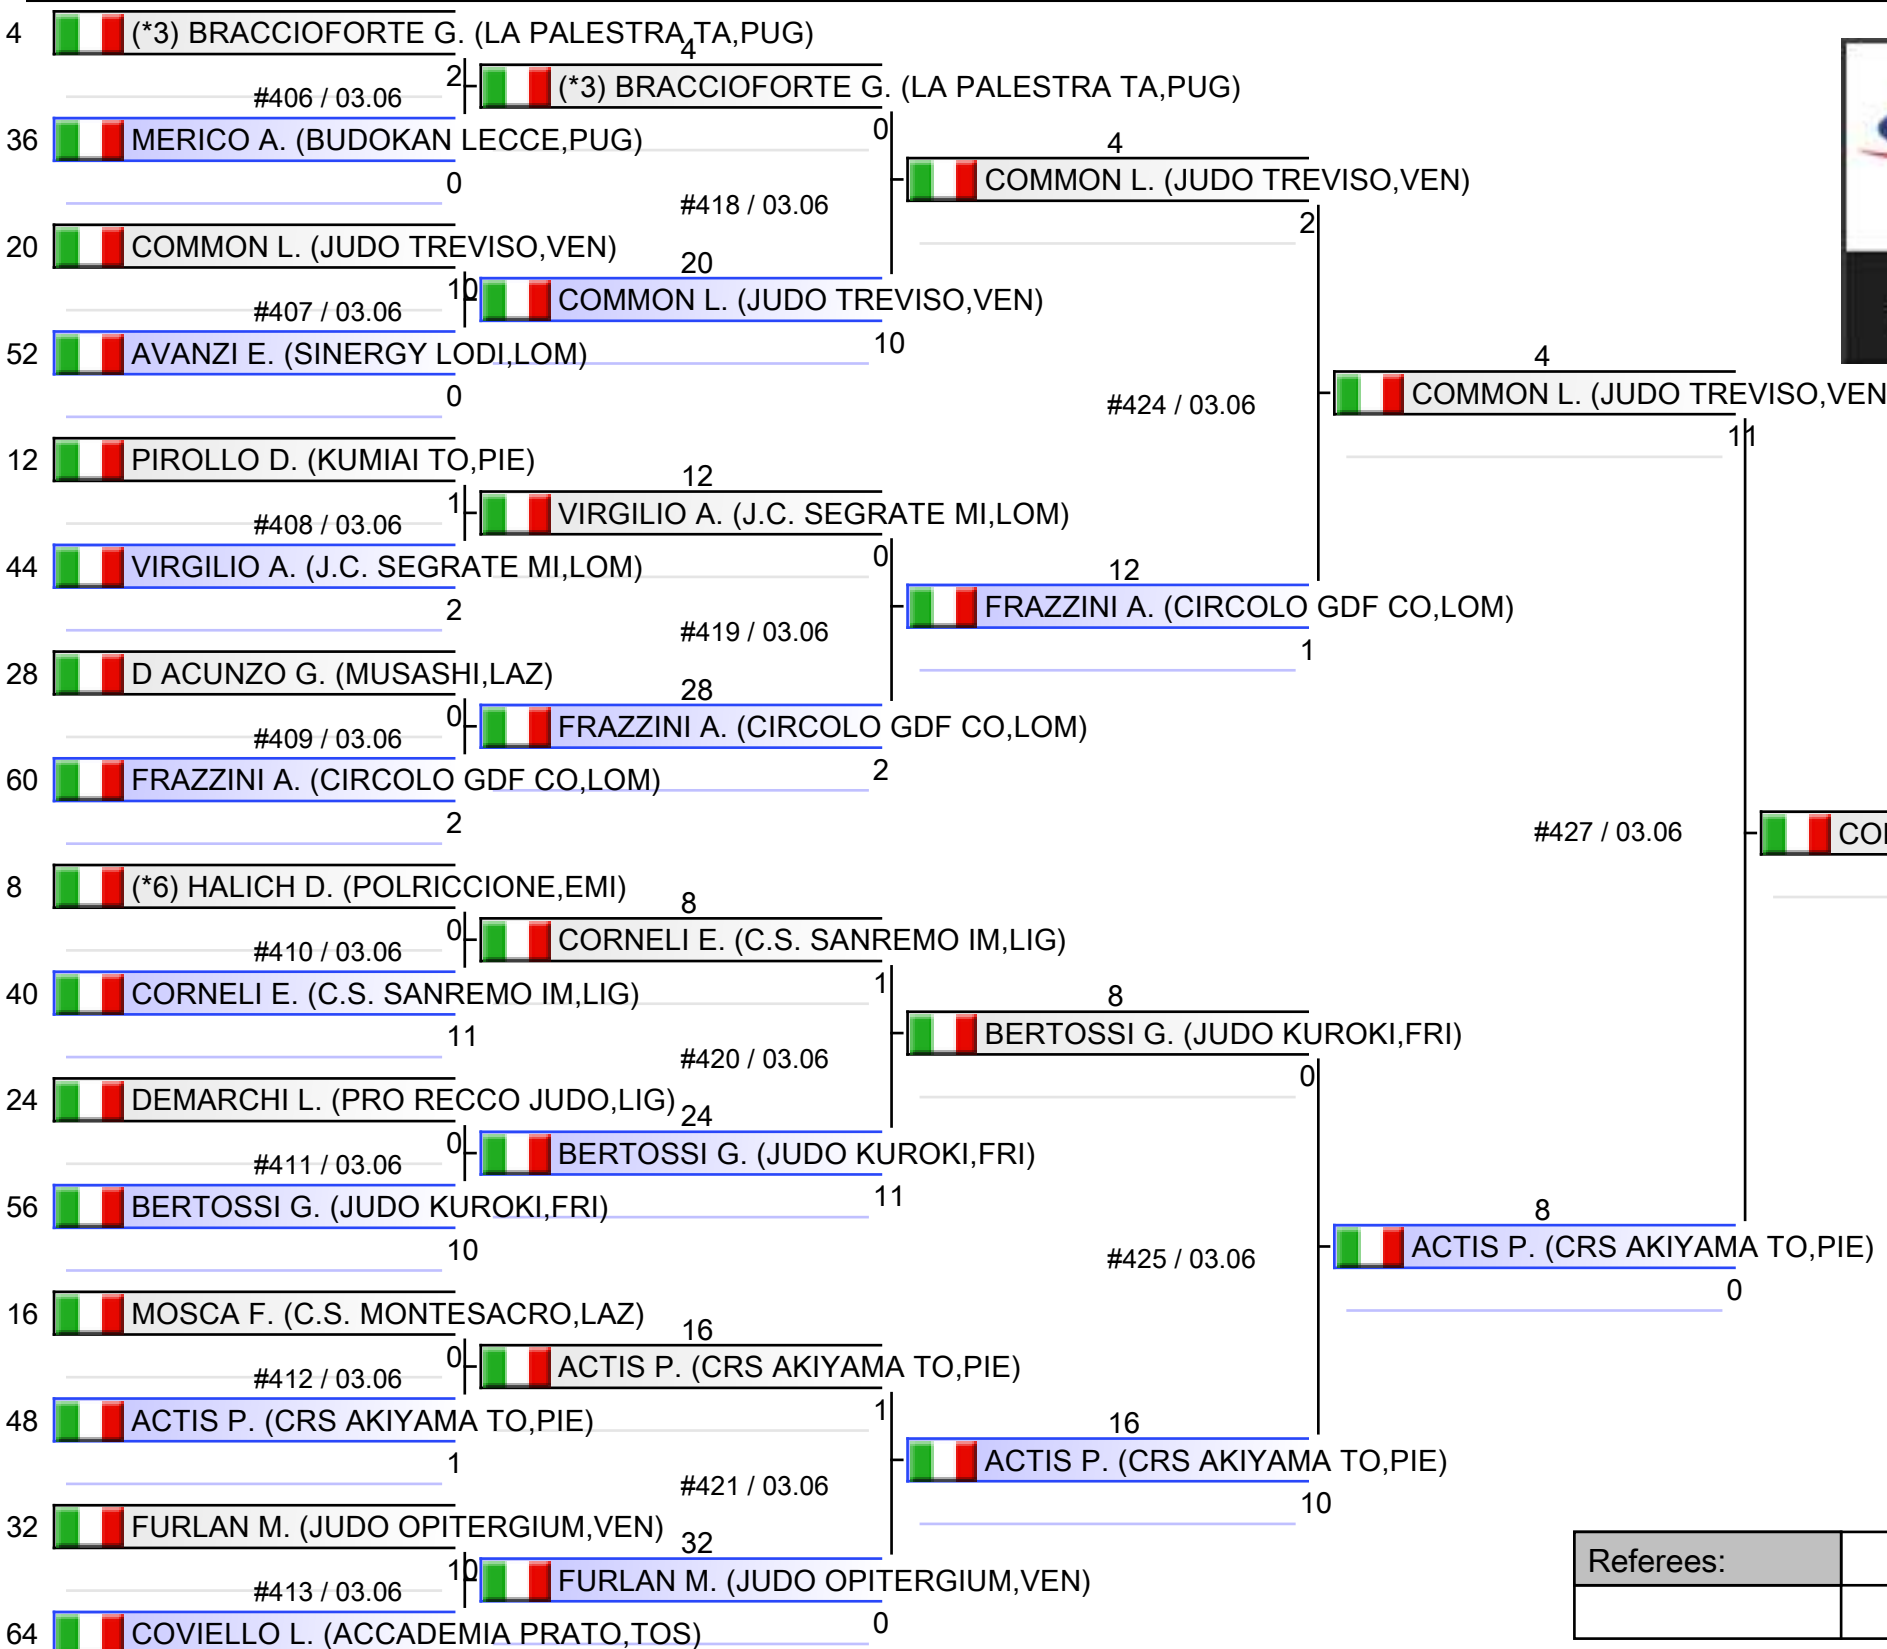 4 (*3) BRACCIOFORTE G. (LA PALESTRA TA,PUG)
2
#406 / 03.06
36 MERICO A. (BUDOKAN LECCE,PUG)
0
20 COMMON L. (JUDO TREVISO,VEN)
10
#407 / 03.06
52 AVANZI E. (SINERGY LODI,LOM)
0
12 PIROLLO D. (KUMIAI TO,PIE)
1
#408 / 03.06
44 VIRGILIO A. (J.C. SEGRATE MI,LOM)
2
28 D ACUNZO G. (MUSASHI,LAZ)
0
#409 / 03.06
60 FRAZZINI A. (CIRCOLO GDF CO,LOM)
2
8 (*6) HALICH D. (POLRICCIONE,EMI)
0
#410 / 03.06
40 CORNELI E. (C.S. SANREMO IM,LIG)
11
24 DEMARCHI L. (PRO RECCO JUDO,LIG)
0
#411 / 03.06
56 BERTOSSI G. (JUDO KUROKI,FRI)
10
16 MOSCA F. (C.S. MONTESACRO,LAZ)
0
#412 / 03.06
48 ACTIS P. (CRS AKIYAMA TO,PIE)
1
32 FURLAN M. (JUDO OPITERGIUM,VEN)
10
#413 / 03.06
64 COVIELLO L. (ACCADEMIA PRATO,TOS)
4
(*3) BRACCIOFORTE G. (LA PALESTRA TA,PUG)
0
#418 / 03.06
20
COMMON L. (JUDO TREVISO,VEN)
10
12
VIRGILIO A. (J.C. SEGRATE MI,LOM)
0
#419 / 03.06
28
FRAZZINI A. (CIRCOLO GDF CO,LOM)
2
8
CORNELI E. (C.S. SANREMO IM,LIG)
1
#420 / 03.06
24
BERTOSSI G. (JUDO KUROKI,FRI)
11
16
ACTIS P. (CRS AKIYAMA TO,PIE)
1
#421 / 03.06
32
FURLAN M. (JUDO OPITERGIUM,VEN)
0
4
COMMON L. (JUDO TREVISO,VEN)
2
#424 / 03.06
12
FRAZZINI A. (CIRCOLO GDF CO,LOM)
1
8
BERTOSSI G. (JUDO KUROKI,FRI)
0
#425 / 03.06
16
ACTIS P. (CRS AKIYAMA TO,PIE)
10
4
COMMON L. (JUDO TREVISO,VEN
11
#427 / 03.06
8
ACTIS P. (CRS AKIYAMA TO,PIE)
0
Referees: